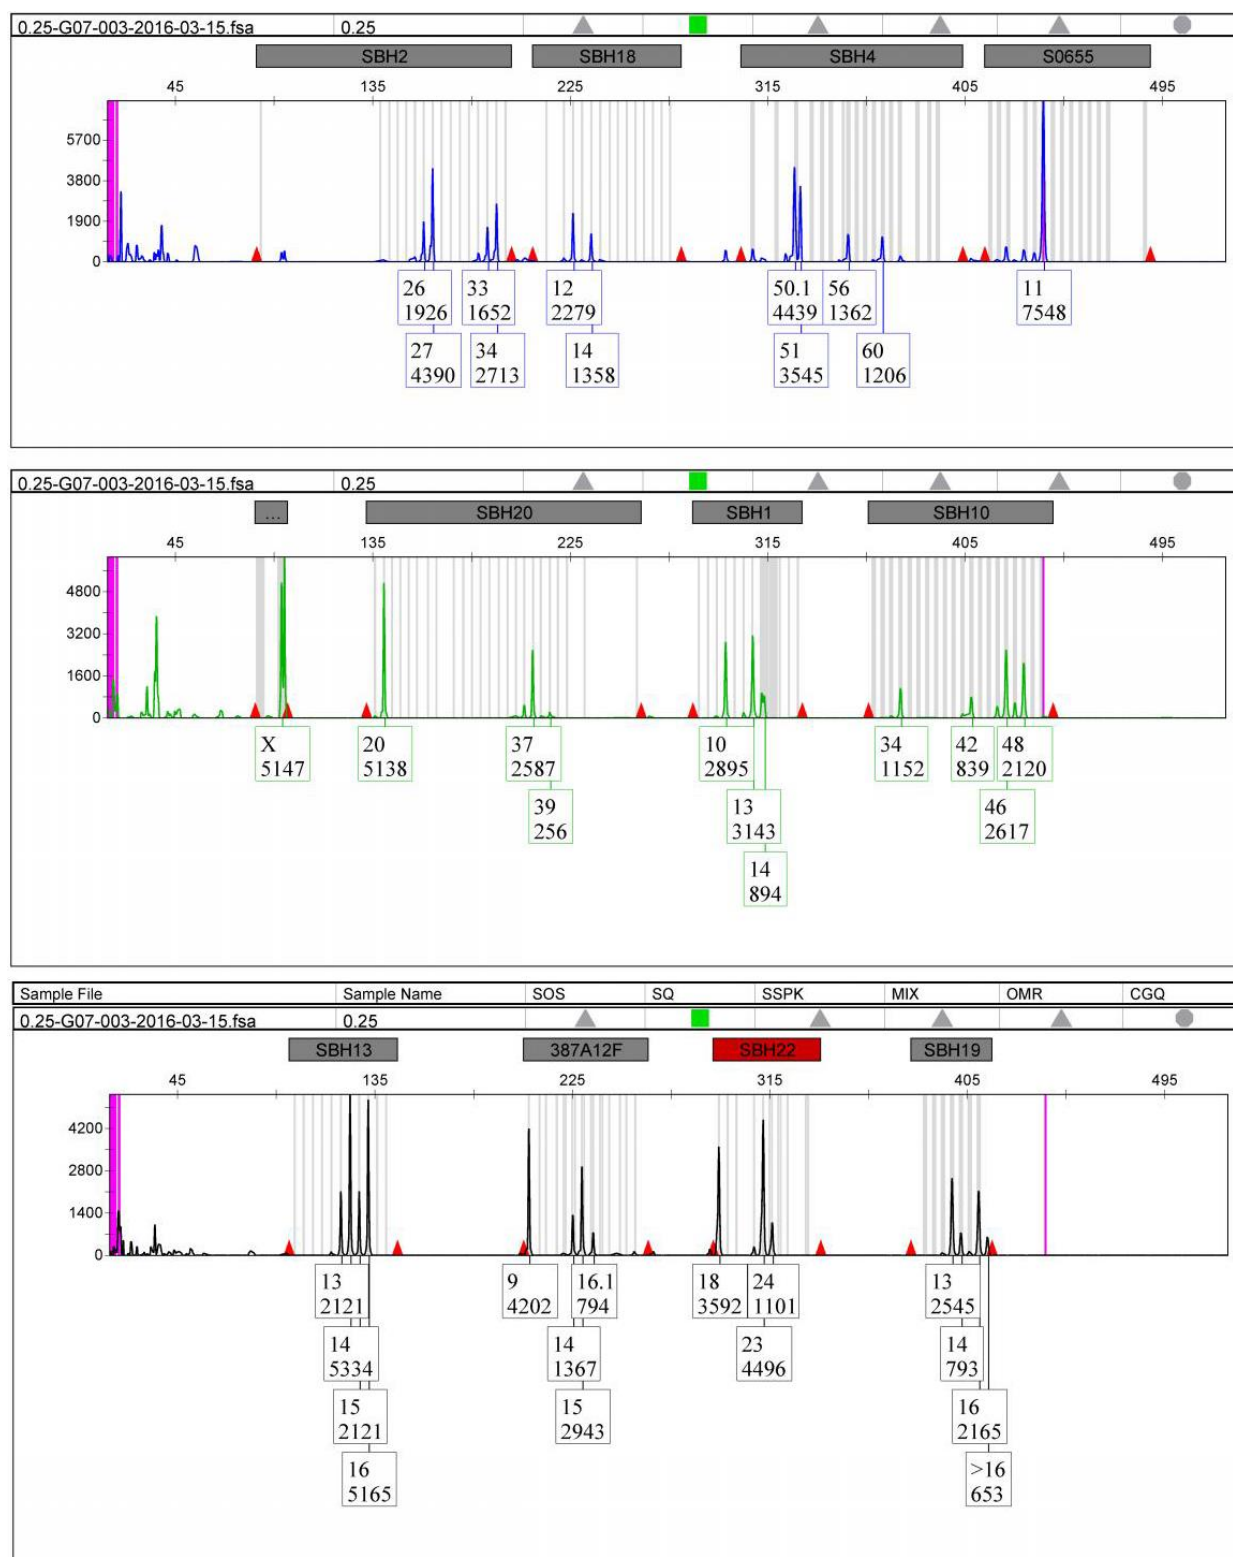 0.25-G07-003-2016-03-15.fsa 0.25
SBH2 SBH18 SBH4 S0655
45 135 225 315 405 495
5700
3800
1900
0
26 33 12 50.1 56 11
1926 1652 2279 4439 1362 7548
27 34 14 51 60
4390 2713 1358 3545 1206
0.25-G07-003-2016-03-15.fsa 0.25
... SBH20 SBH1 SBH10
45 135 225 315 405 495
4800
3200
1600
0
X 20 37 10 34 42 48
5147 5138 2587 2895 1152 839 2120
39 13 46
256 3143 2617
14
894
Sample File Sample Name SOS SQ SSPK MIX OMR CGQ
0.25-G07-003-2016-03-15.fsa 0.25
SBH13 387A12F SBH22 SBH19
45 135 225 315 405 495
4200
2800
1400
0
13 9 16.1 18 24 13
2121 4202 794 3592 1101 2545
14 14 23 14
5334 1367 4496 793
15 15 16
2121 2943 2165
16 >16
5165 653